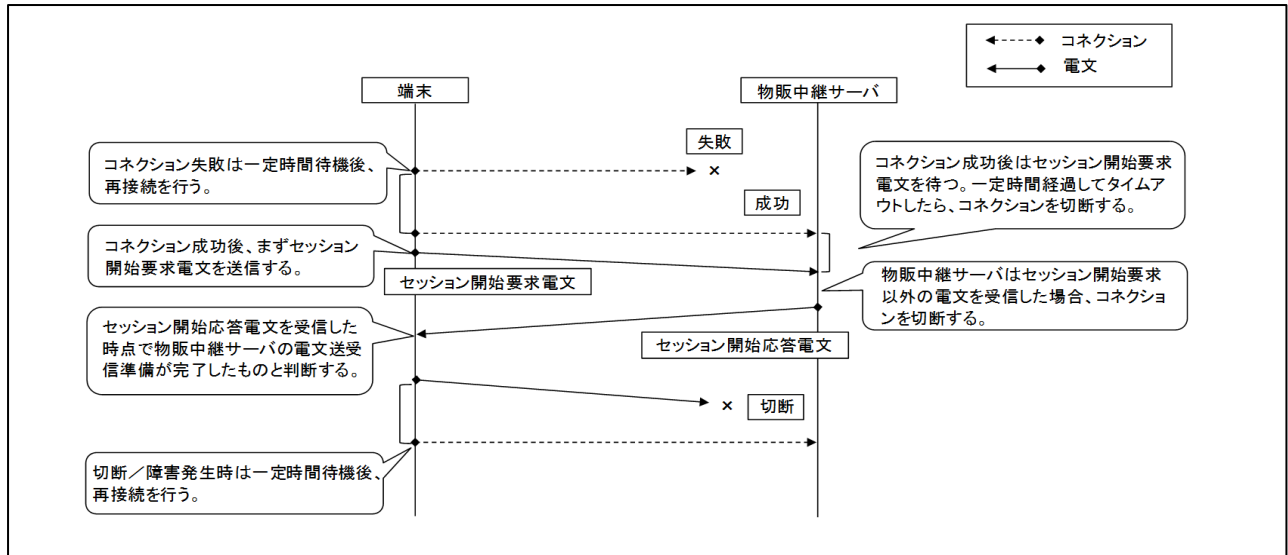 コネクション
電文
端末
物販中継サーバ
失敗
コネクション失敗は一定時間待機後、
再接続を行う。
コネクション成功後はセッション開始要求
電文を待つ。一定時間経過してタイムア
ウトしたら、コネクションを切断する。
成功
コネクション成功後、まずセッション
開始要求電文を送信する。
セッション開始要求電文
物販中継サーバはセッション開始要求
以外の電文を受信した場合、コネクショ
ンを切断する。
セッション開始応答電文を受信した
時点で物販中継サーバの電文送受
信準備が完了したものと判断する。
セッション開始応答電文
切断
切断／障害発生時は一定時間待機後、
再接続を行う。